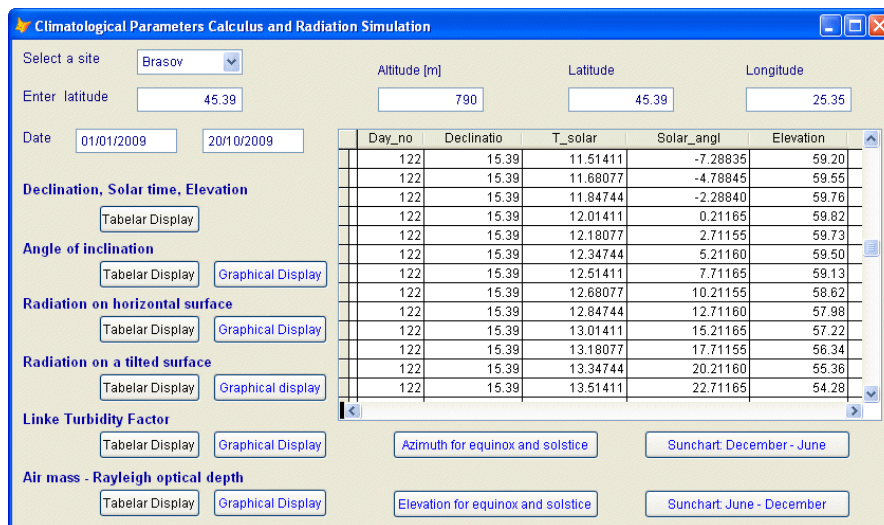 Climatological Parameters Calculus and Radiation Simulation
Select a site Brasov
Altitude [m] Latitude Longitude
Enter latitude 45.39 790 45.39 25.35
Date 01/01/2009 20/10/2009
Day_no Declinatio T_solar Solar_angl Elevation
122 15.39 11.51411 -7.28835 59.20
122 15.39 11.68077 -4.78845 59.55
122 15.39 11.84744 -2.28840 59.76
122 15.39 12.01411 0.21165 59.82
122 15.39 12.18077 2.71155 59.73
122 15.39 12.34744 5.21160 59.50
122 15.39 12.51411 7.71165 59.13
122 15.39 12.68077 10.21155 58.62
122 15.39 12.84744 12.71160 57.98
122 15.39 13.01411 15.21165 57.22
122 15.39 13.18077 17.71155 56.34
122 15.39 13.34744 20.21160 55.36
122 15.39 13.51411 22.71165 54.28
Declination, Solar time, Elevation
Tabelar Display
Angle of inclination
Tabelar Display Graphical Display
Radiation on horizontal surface
Tabelar Display Graphical Display
Radiation on a tilted surface
Tabelar Display Graphical display
Linke Turbidity Factor
Tabelar Display Graphical Display
Azimuth for equinox and solstice Sunchart: December - June
Air mass - Rayleigh optical depth
Tabelar Display Graphical Display
Elevation for equinox and solstice Sunchart: June - December